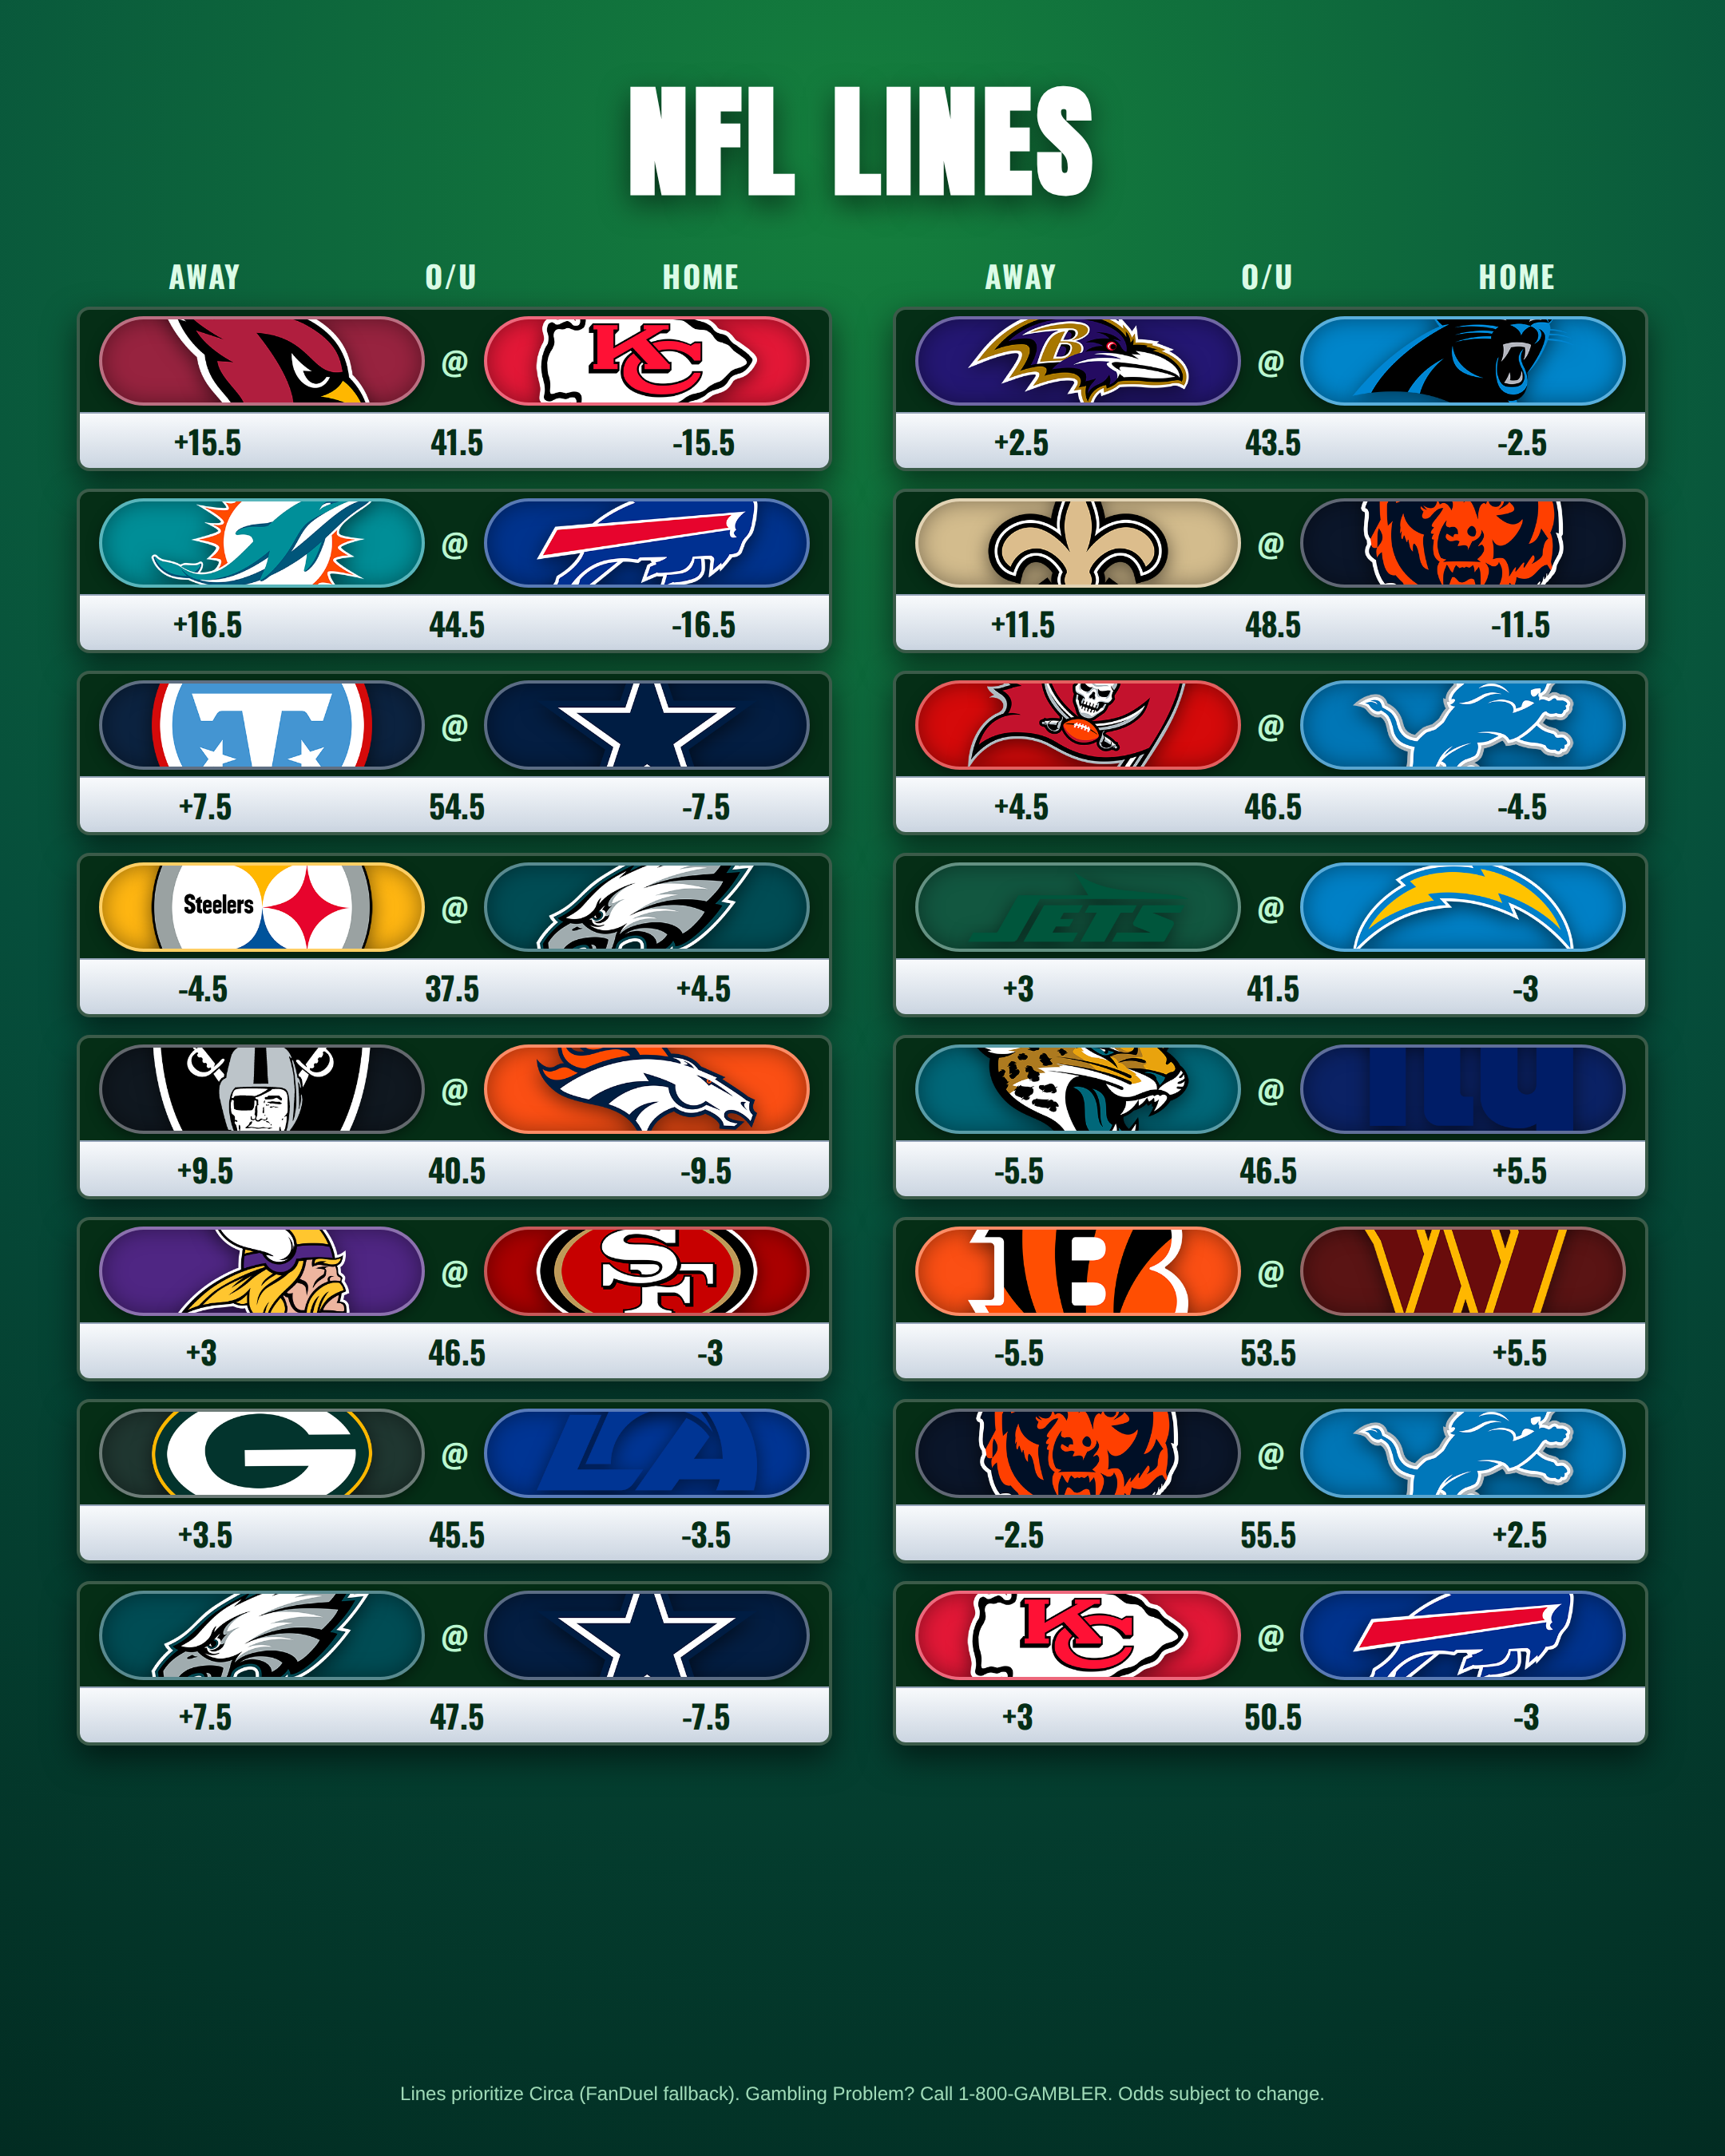 NFL LINES
AWAY O/U HOME AWAY O/U HOME
@ KC B @
+15.5 41.5 -15.5 +2.5 43.5 -2.5
@ @
+16.5 44.5 -16.5 +11.5 48.5 -11.5
T @ @
+7.5 54.5 -7.5 +4.5 46.5 -4.5
Steelers @ JETS @
-4.5 37.5 +4.5 +3 41.5 -3
@ @ ny
+9.5 40.5 -9.5 -5.5 46.5 +5.5
@ SF B @ W
+3 46.5 -3 -5.5 53.5 +5.5
G @ LA @
+3.5 45.5 -3.5 -2.5 55.5 +2.5
@ KC @
+7.5 47.5 -7.5 +3 50.5 -3
Lines prioritize Circa (FanDuel fallback). Gambling Problem? Call 1-800-GAMBLER. Odds subject to change.